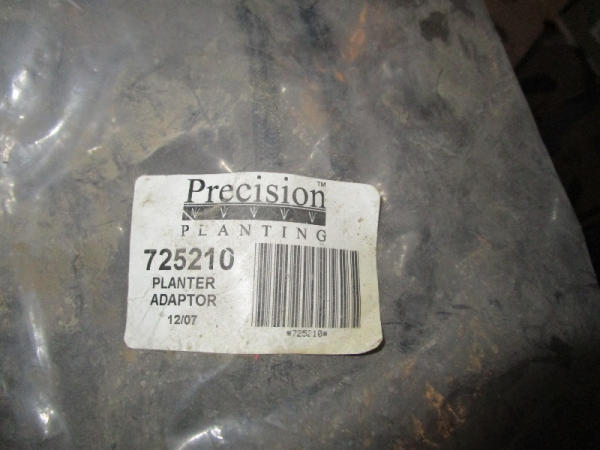 Precision™
PLANTING
725210
PLANTER
ADAPTOR
12/07
*725210*